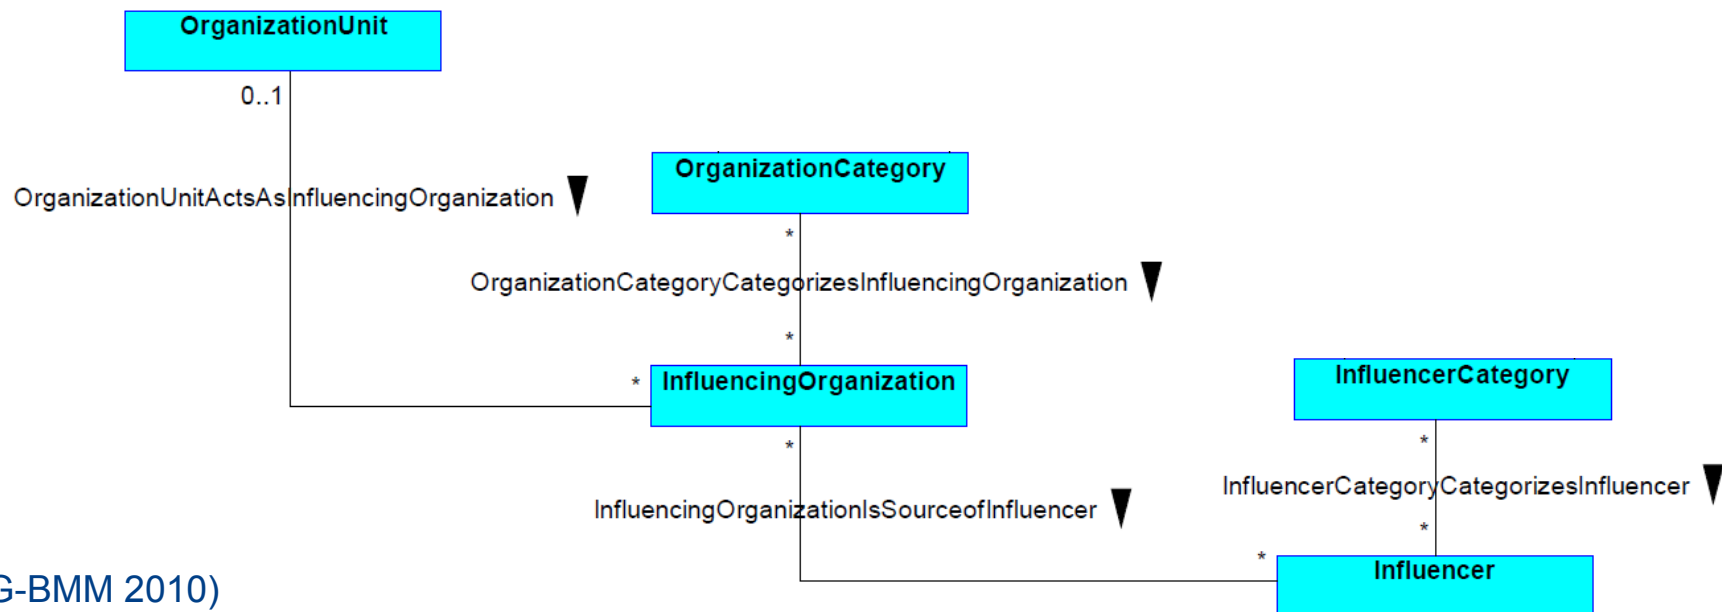 OrganizationUnit
0..1
OrganizationCategory
OrganizationUnitActsAsInfluencingOrganization
*
OrganizationCategoryCategorizesInfluencingOrganization
*
* InfluencingOrganization
InfluencerCategory
*
*
InfluencerCategoryCategorizesInfluencer
InfluencingOrganizationIsSourceofInfluencer
*
*
Influencer
G-BMM 2010)